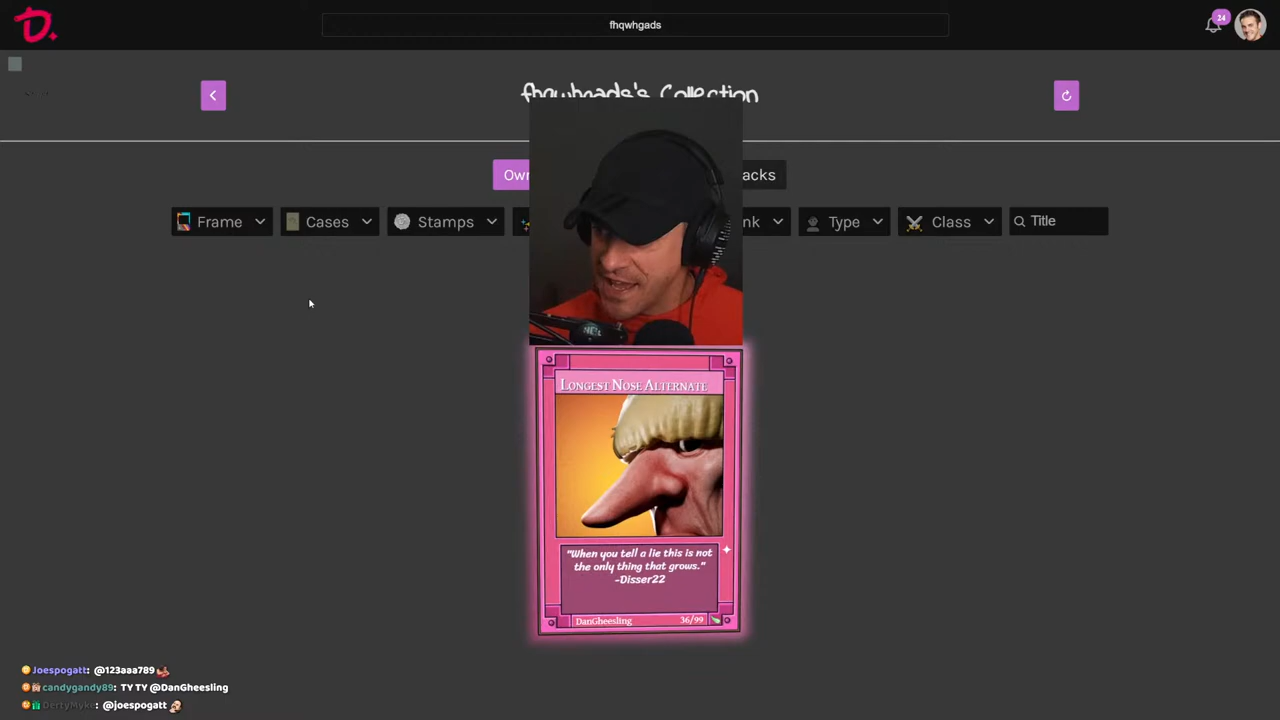 fhqwhgads
24
fhqwhgads's Collection
Own
acks
Frame
Cases
Stamps
nk
Type
Class
Title
LONGEST NOSE ALTERNATE
"When you tell a lie this is not
the only thing that grows."
-Disser22
DanGheesling 36/99
Joespogatt: @123aaa789
candygandy89: TY TY @DanGheesling
DertyMyke: @joespogatt